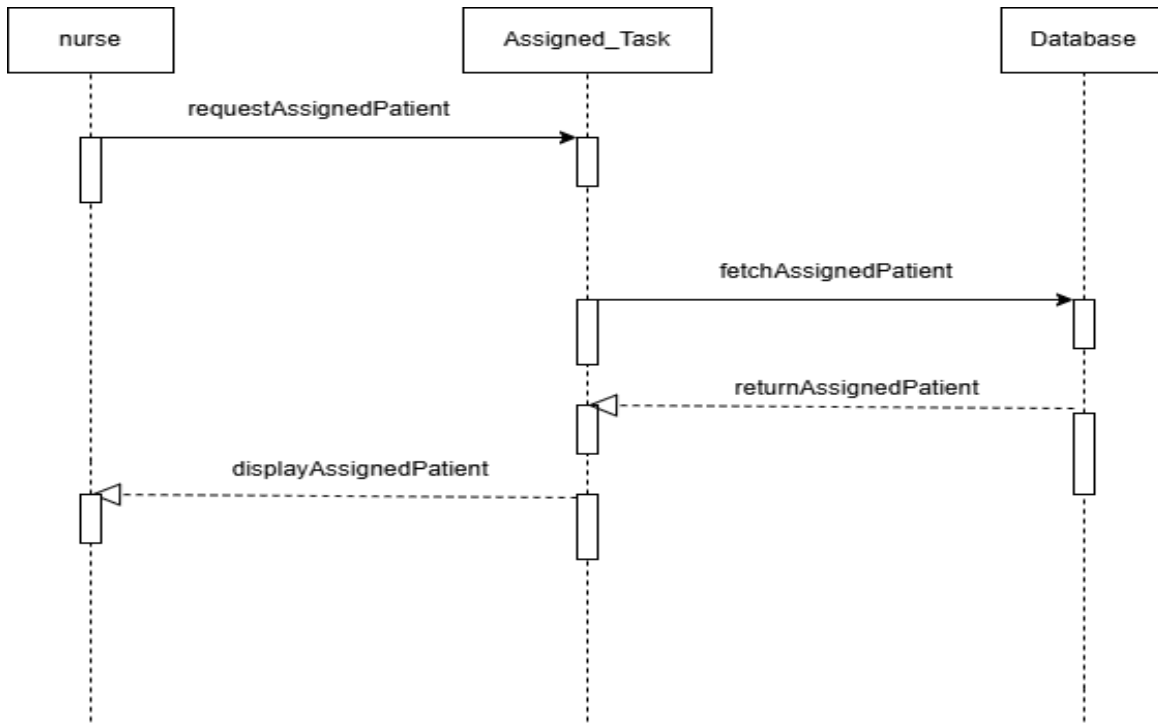 nurse
Assigned_Task
Database
requestAssignedPatient
fetchAssignedPatient
returnAssignedPatient
displayAssignedPatient